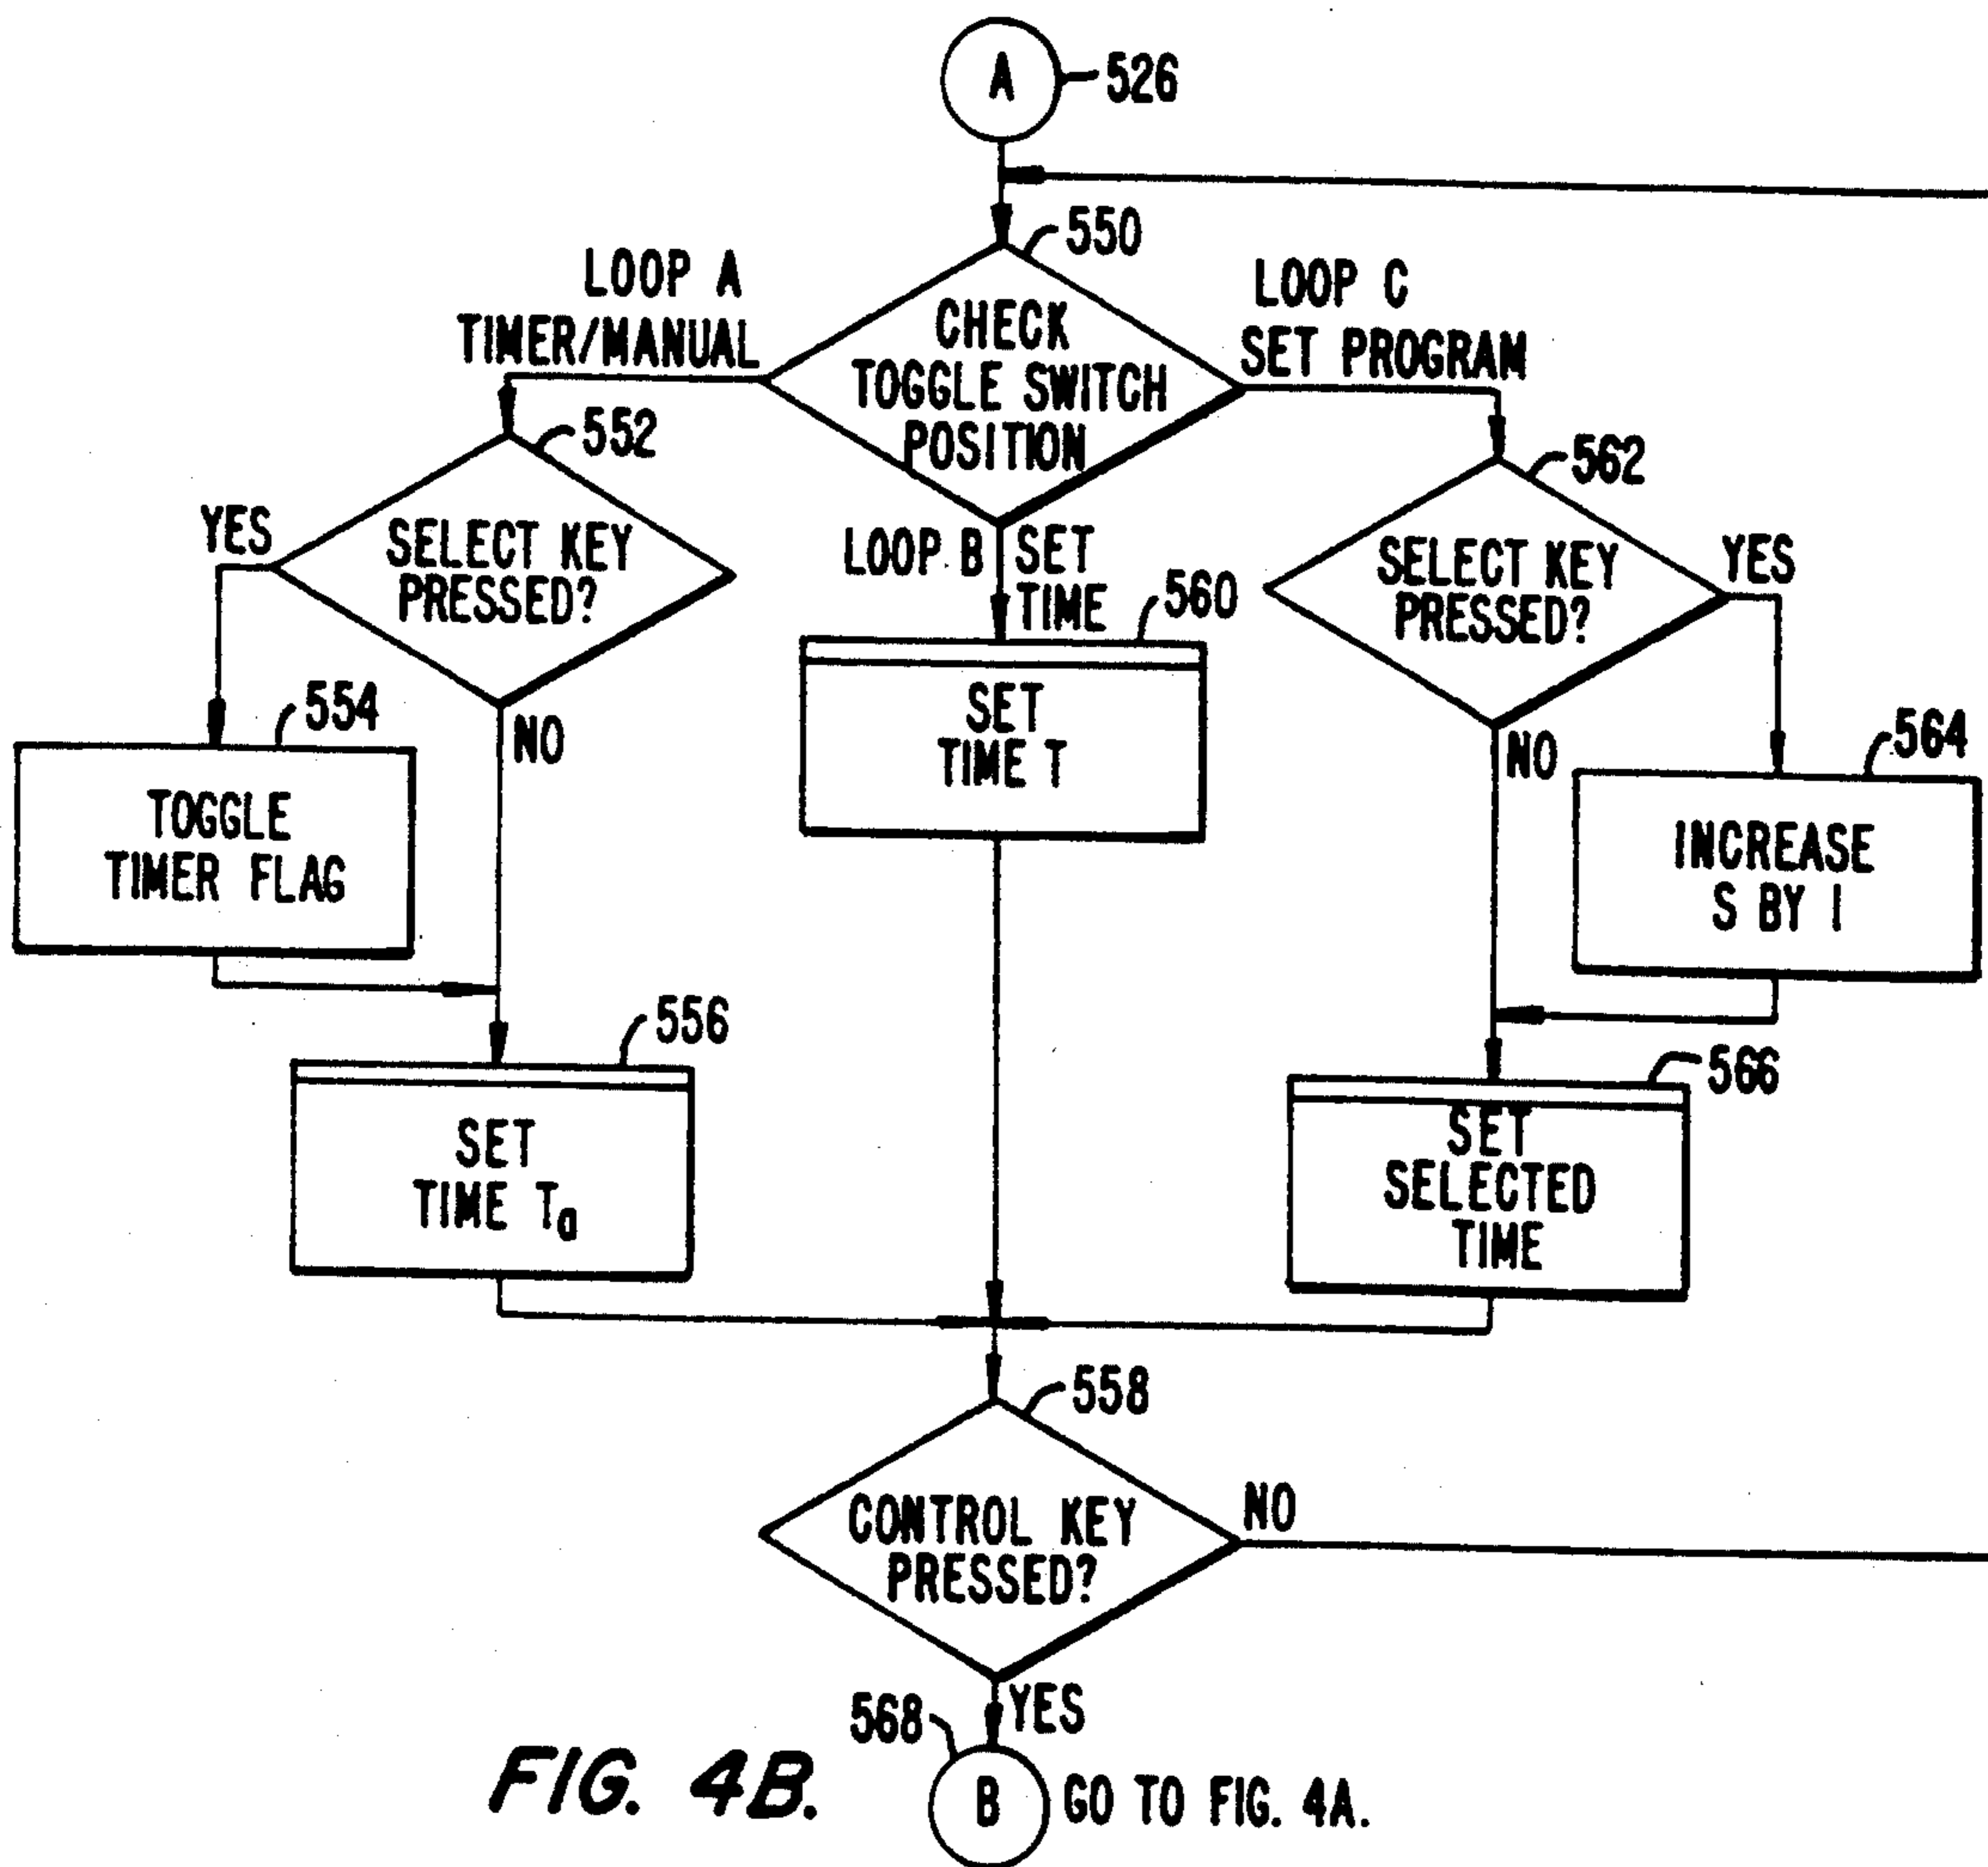 A
526
550
LOOP A
TIMER/MANUAL
CHECK
TOGGLE SWITCH
POSITION
LOOP C
SET PROGRAM
552
YES
SELECT KEY
PRESSED?
NO
LOOP B
SET
TIME
560
562
SELECT KEY
PRESSED?
YES
NO
554
TOGGLE
TIMER FLAG
SET
TIME T
564
INCREASE
S BY 1
556
SET
TIME Ta
566
SET
SELECTED
TIME
558
CONTROL KEY
PRESSED?
NO
YES
568
B
GO TO FIG. 4A.
FIG. 4B.